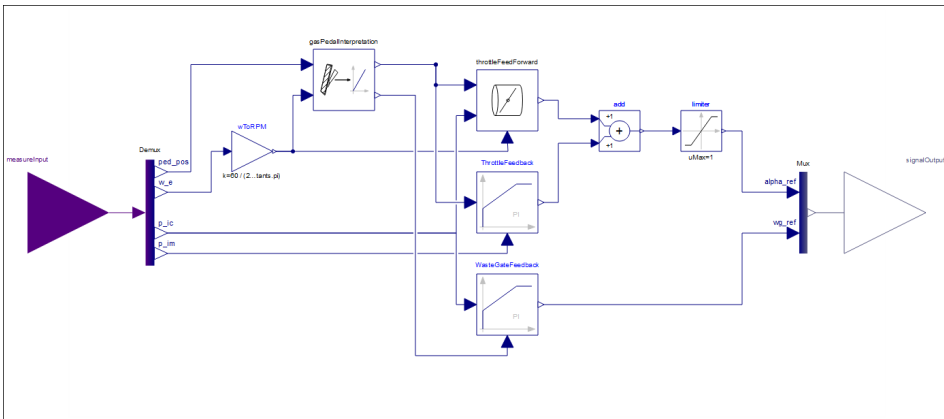 gasPedalInterpretation
throttleFeedForward
add
limiter
+1
+
+1
uMax=1
wToRPM
k=60 / (2...tants.pi)
measureInput
Demux
ped_pos
w_e
p_ic
p_im
ThrottleFeedback
PI
WasteGateFeedback
PI
Mux
alpha_ref
wg_ref
signalOutput